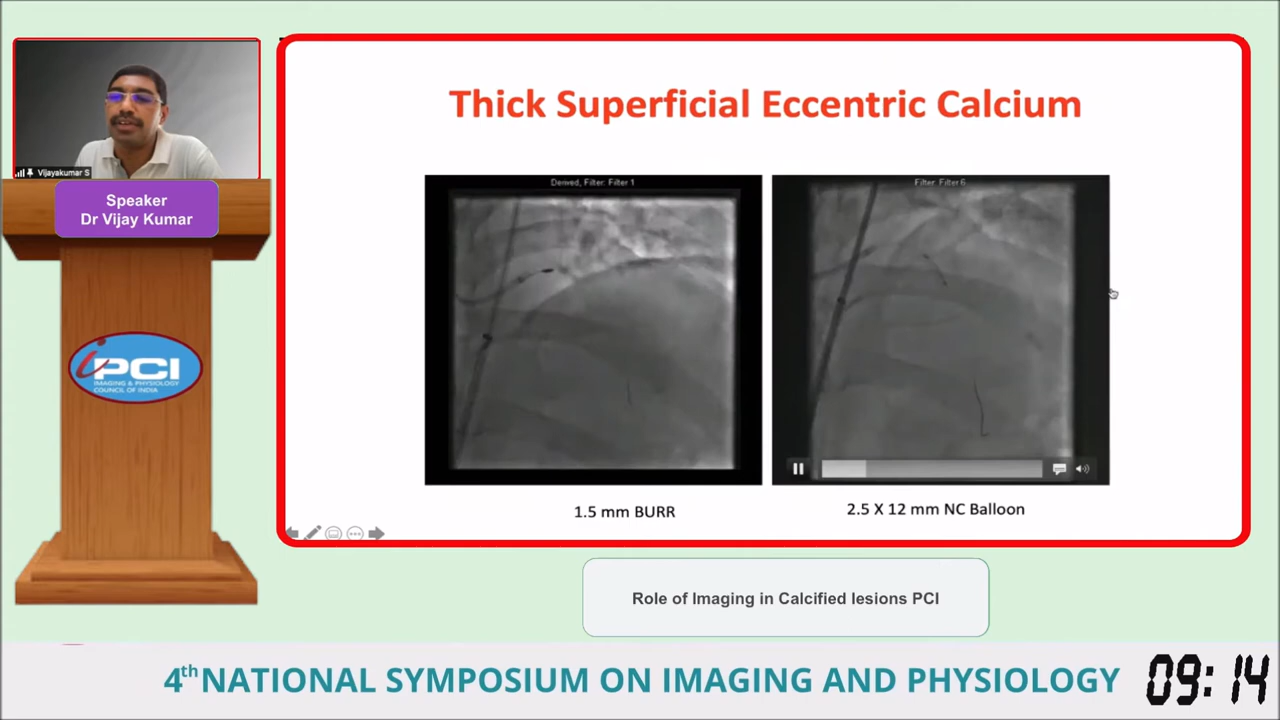 Vijayakumar S
Speaker
Dr Vijay Kumar
iPCI
IMAGING & PHYSIOLOGY
COUNCIL OF INDIA
Thick Superficial Eccentric Calcium
Derived, Filter: Filter 1
Filter: Filter 6
1.5 mm BURR
2.5 X 12 mm NC Balloon
Role of Imaging in Calcified lesions PCI
4th NATIONAL SYMPOSIUM ON IMAGING AND PHYSIOLOGY
09:14